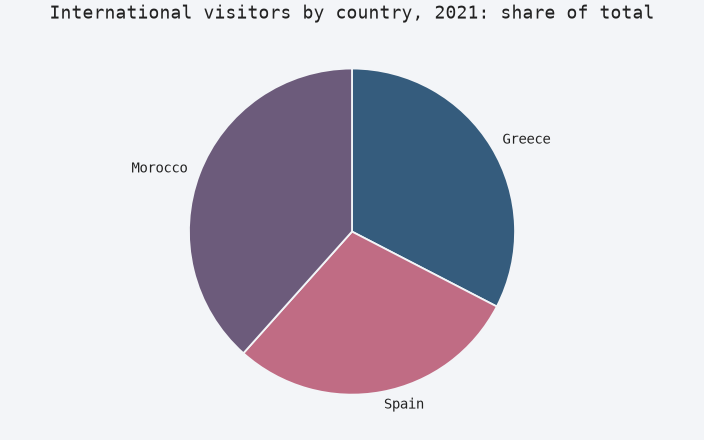 International visitors by country, 2021: share of total
Greece
Morocco
Spain